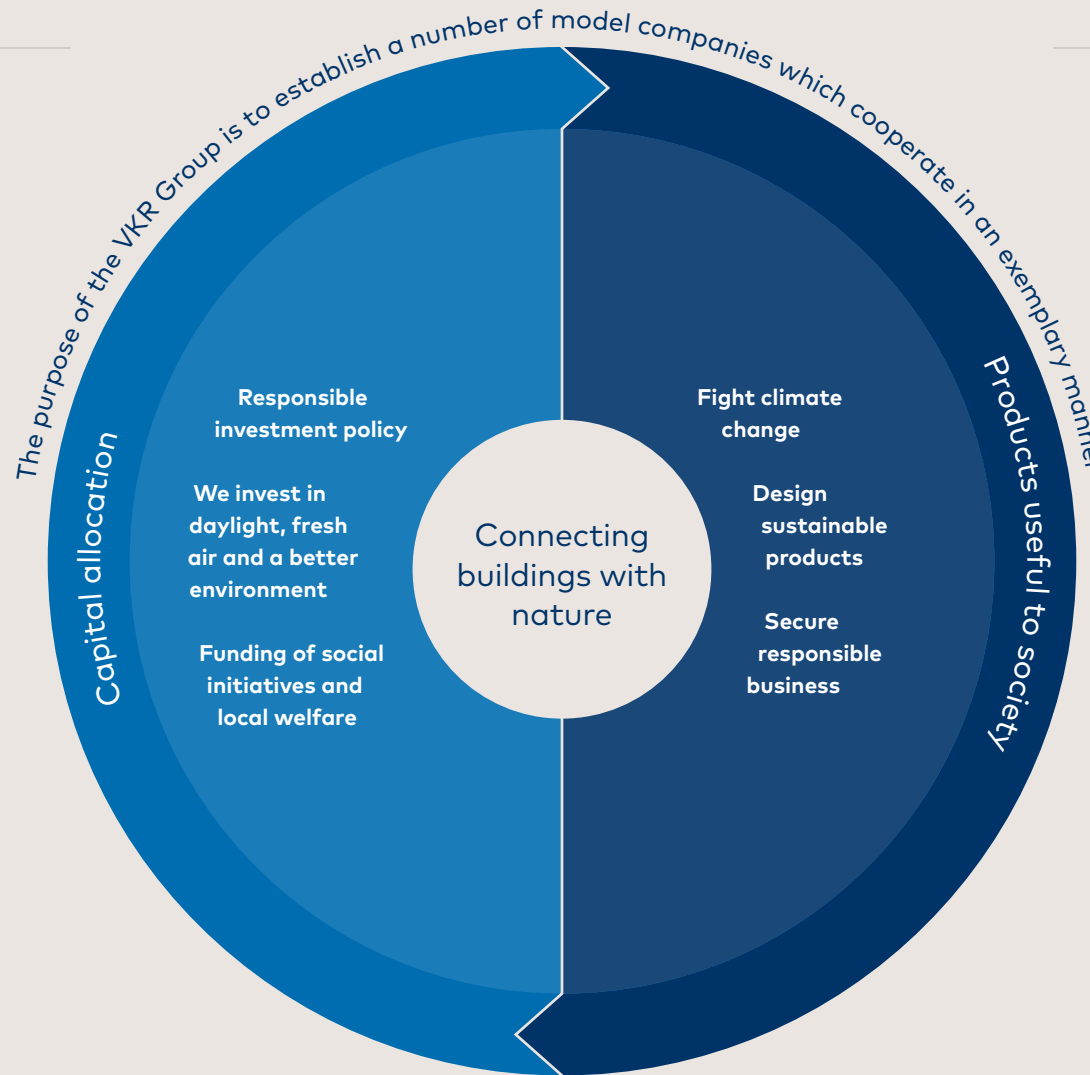 The purpose of the VKR Group is to establish a number of model companies which cooperate in an exemplary manner
Capital allocation
Responsible
investment policy
We invest in
daylight, fresh
air and a better
environment
Funding of social
initiatives and
local welfare
Connecting
buildings with
nature
Fight climate
change
Design
sustainable
products
Secure
responsible
business
Products useful to society